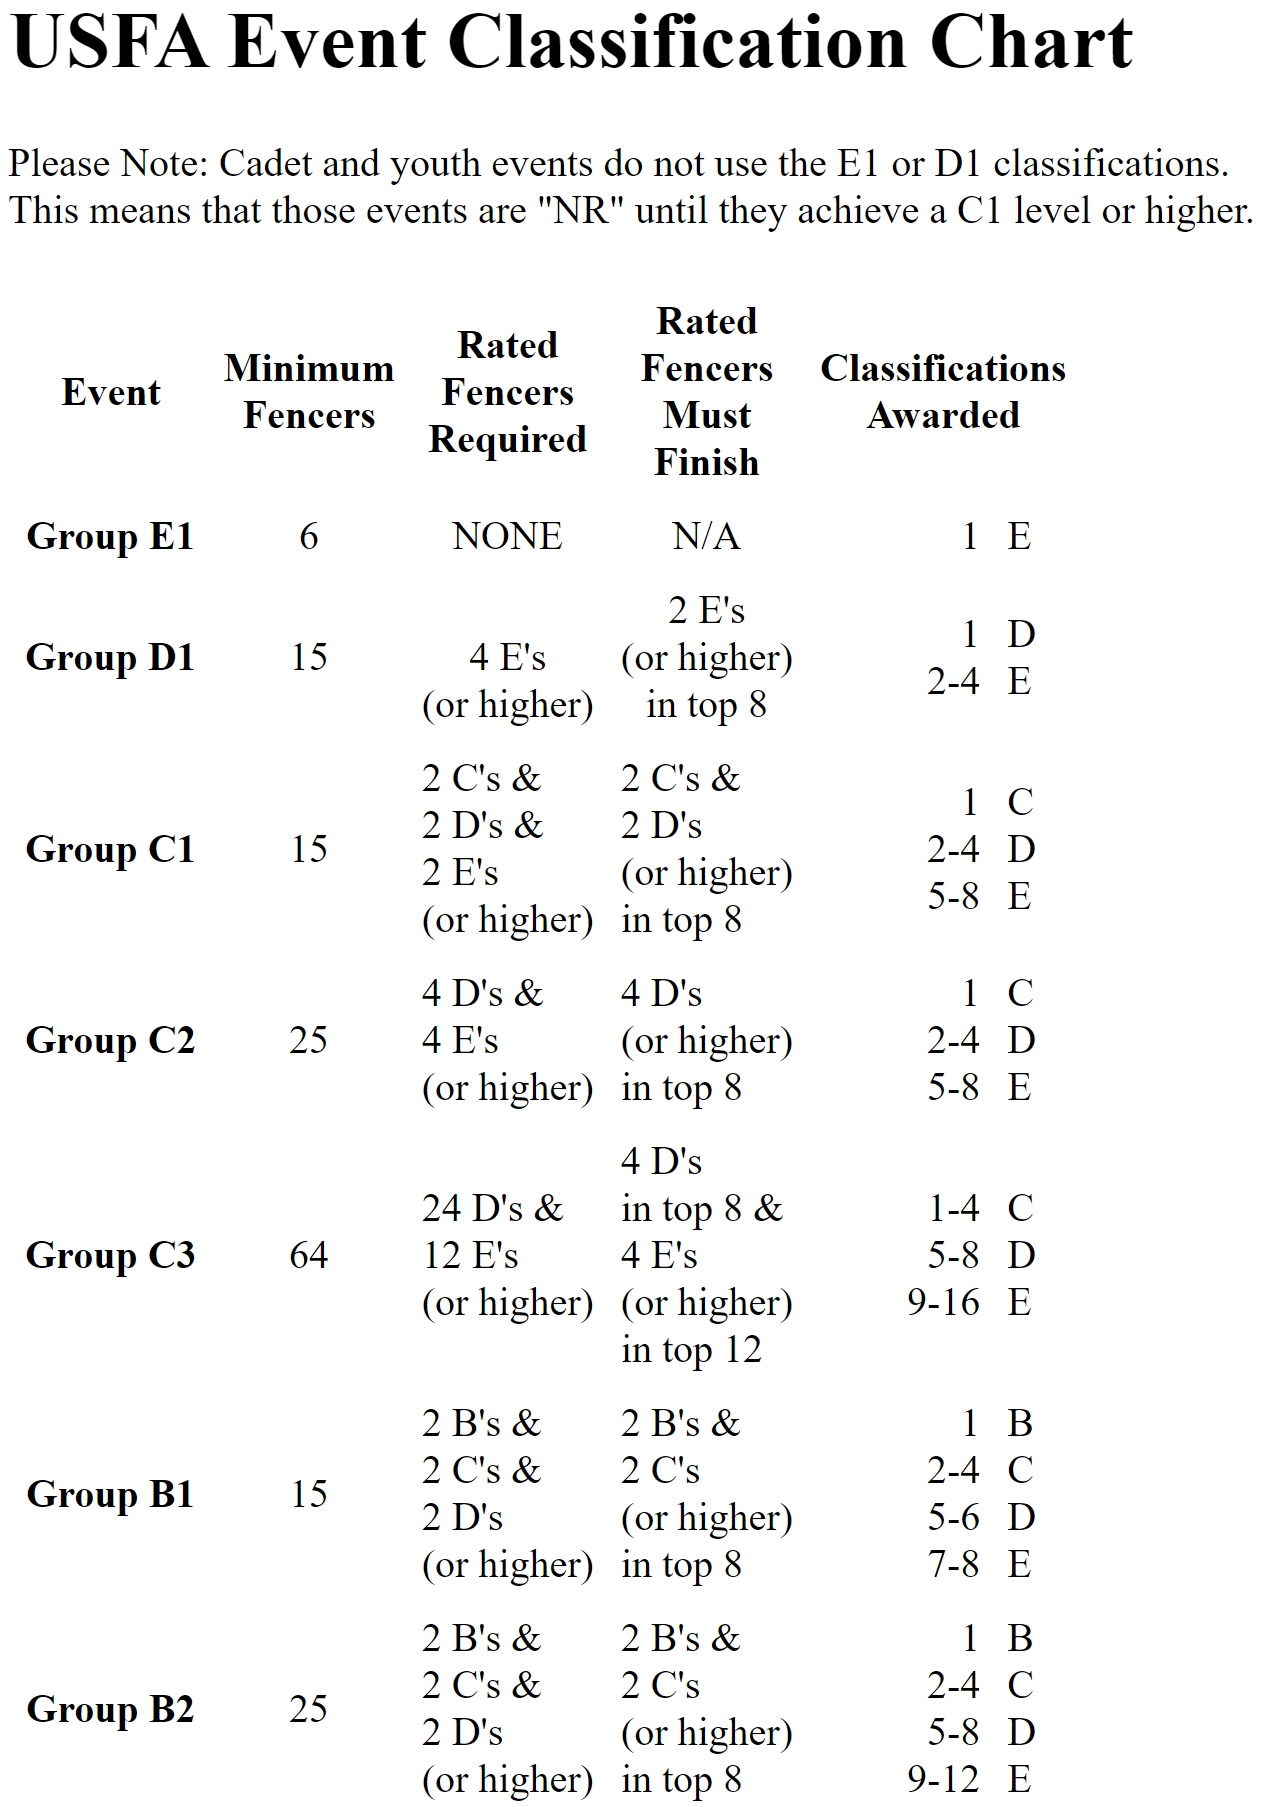 USFA Event Classification Chart
Please Note: Cadet and youth events do not use the E1 or D1 classifications.
This means that those events are "NR" until they achieve a C1 level or higher.
Event
Minimum
Fencers
Rated
Fencers
Required
Rated
Fencers
Must
Finish
Classifications
Awarded
Group E1
6
NONE
N/A
1 E
Group D1
15
4 E's
(or higher)
2 E's
(or higher)
in top 8
1 D
2-4 E
Group C1
15
2 C's &
2 D's &
2 E's
(or higher)
2 C's &
2 D's
(or higher)
in top 8
1 C
2-4 D
5-8 E
Group C2
25
4 D's &
4 E's
(or higher)
4 D's
(or higher)
in top 8
1 C
2-4 D
5-8 E
Group C3
64
24 D's &
12 E's
(or higher)
4 D's
in top 8 &
4 E's
(or higher)
in top 12
1-4 C
5-8 D
9-16 E
Group B1
15
2 B's &
2 C's &
2 D's
(or higher)
2 B's &
2 C's
(or higher)
in top 8
1 B
2-4 C
5-6 D
7-8 E
Group B2
25
2 B's &
2 C's &
2 D's
(or higher)
2 B's &
2 C's
(or higher)
in top 8
1 B
2-4 C
5-8 D
9-12 E